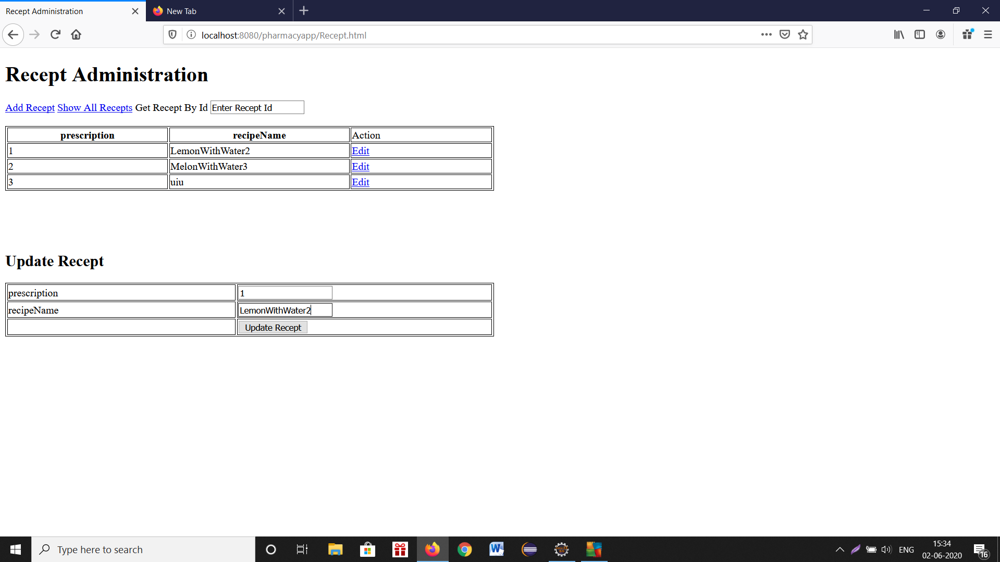 Recept Administration
New Tab
localhost:8080/pharmacyapp/Recept.html
Recept Administration
Add Recept Show All Recepts Get Recept By Id Enter Recept Id
prescription recipeName Action
1 LemonWithWater2 Edit
2 MelonWithWater3 Edit
3 uiu Edit
Update Recept
prescription 1
recipeName LemonWithWater2
Update Recept
Type here to search
ENG
15:34
02-06-2020
16